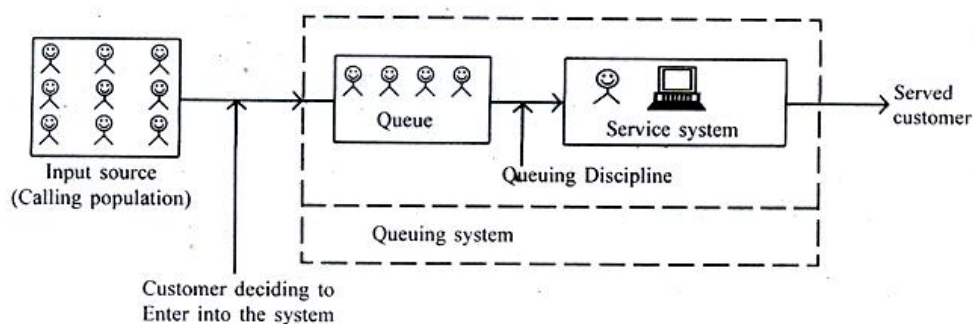 Served
customer
Queue
Service system
Input source
(Calling population)
Queuing Discipline
Queuing system
Customer deciding to
Enter into the system